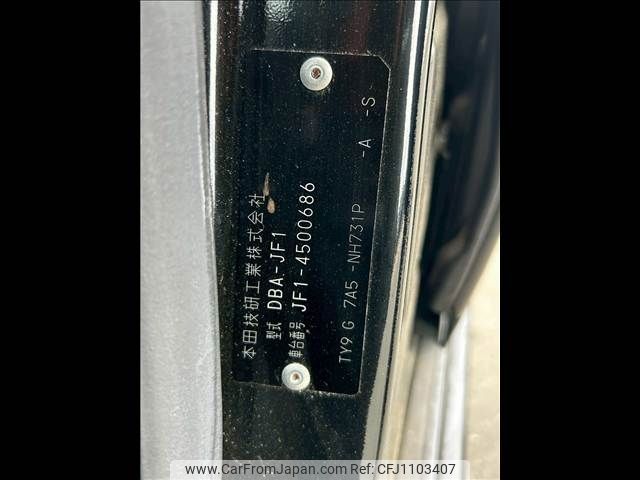 本田技研工業株式会社
型式 DBA-JF1
車台番号 JF1-4500686
TY9 G 7A5 -NH731P -A -S
www.CarFromJapan.com @CFJ1103407